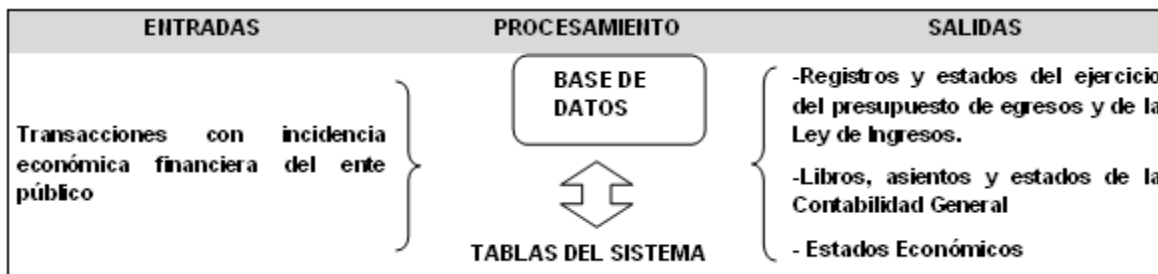 ENTRADAS PROCESAMIENTO SALIDAS
Transacciones con incidencia
económica financiera del ente
público
BASE DE
DATOS
TABLAS DEL SISTEMA
-Registros y estados del ejercicio
del presupuesto de egresos y de la
Ley de Ingresos.
-Libros, asientos y estados de la
Contabilidad General
- Estados Económicos